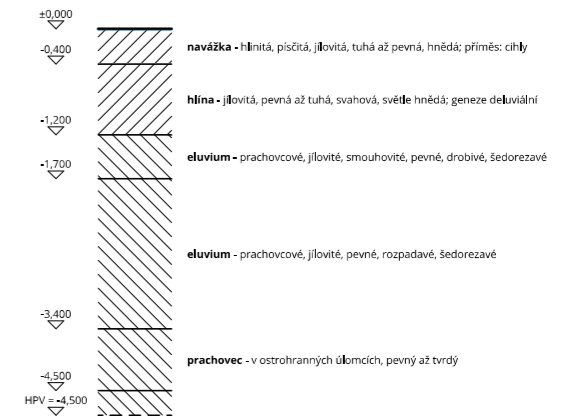 ±0,000
navážka - hlinitá, písčitá, jílovitá, tuhá až pevná, hnědá; příměs: cihly
-0,400
hlína - jílovitá, pevná až tuhá, svahová, světle hnědá; geneze deluviální
-1,200
eluvium - prachovcové, jílovité, smouhovité, pevné, drobivé, šedorezavé
-1,700
eluvium - prachovcové, jílovité, pevné, rozpadavé, šedorezavé
-3,400
prachovec - v ostrohranných úlomcích, pevný až tvrdý
-4,500
HPV = -4,500